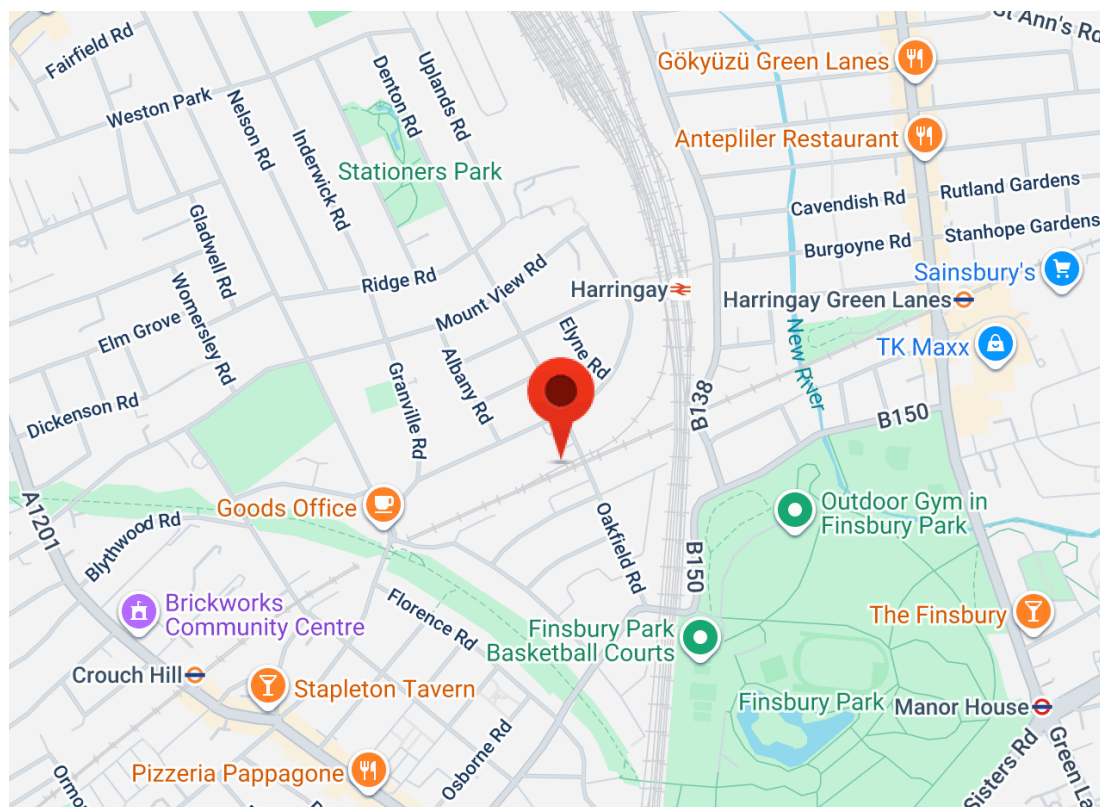 Fairfield Rd
St Ann's Rd
Gökyüzü Green Lanes
Weston Park
Nelson Rd
Denton Rd
Uplands Rd
Inderwick Rd
Antepliler Restaurant
Stationers Park
Cavendish Rd
Rutland Gardens
Gladwell Rd
Burgoyne Rd
Stanhope Gardens
Ridge Rd
Mount View Rd
Harringay
Sainsbury's
Harringay Green Lanes
Womersley Rd
Elm Grove
Elyne Rd
New River
TK Maxx
Albany Rd
Granville Rd
Dickenson Rd
B138
B150
A1201
Goods Office
Blythwood Rd
Oakfield Rd
Outdoor Gym in
Finsbury Park
B150
Brickworks
Community Centre
Florence Rd
Finsbury Park
Basketball Courts
The Finsbury
Crouch Hill
Stapleton Tavern
Finsbury Park
Manor House
Osborne Rd
Pizzeria Pappagone
Ormo
Sisters Rd
Green La